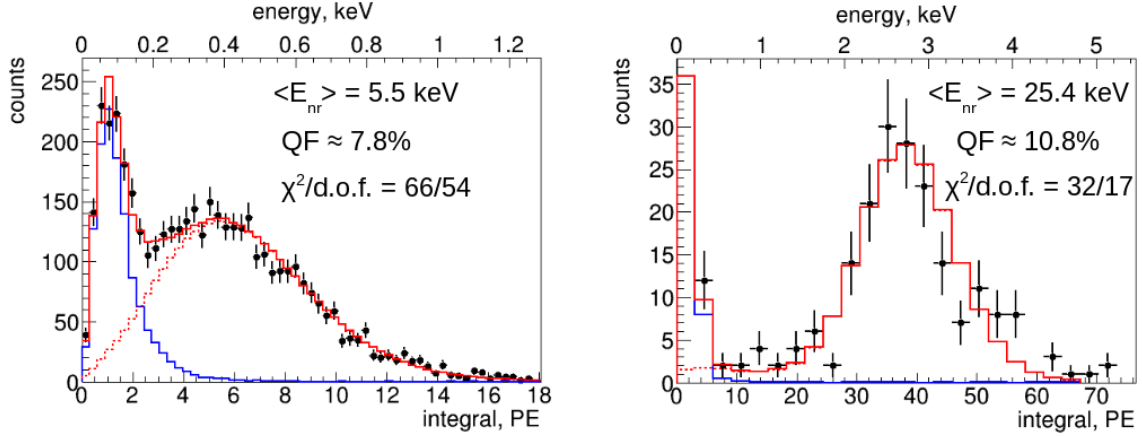 energy, keV
0 0.2 0.4 0.6 0.8 1 1.2
counts
250
200
150
100
50
0
<E_nr> = 5.5 keV
QF ≈ 7.8%
χ²/d.o.f. = 66/54
0 2 4 6 8 10 12 14 16 18
integral, PE
energy, keV
0 1 2 3 4 5
counts
35
30
25
20
15
10
5
0
<E_nr> = 25.4 keV
QF ≈ 10.8%
χ²/d.o.f. = 32/17
0 10 20 30 40 50 60 70
integral, PE